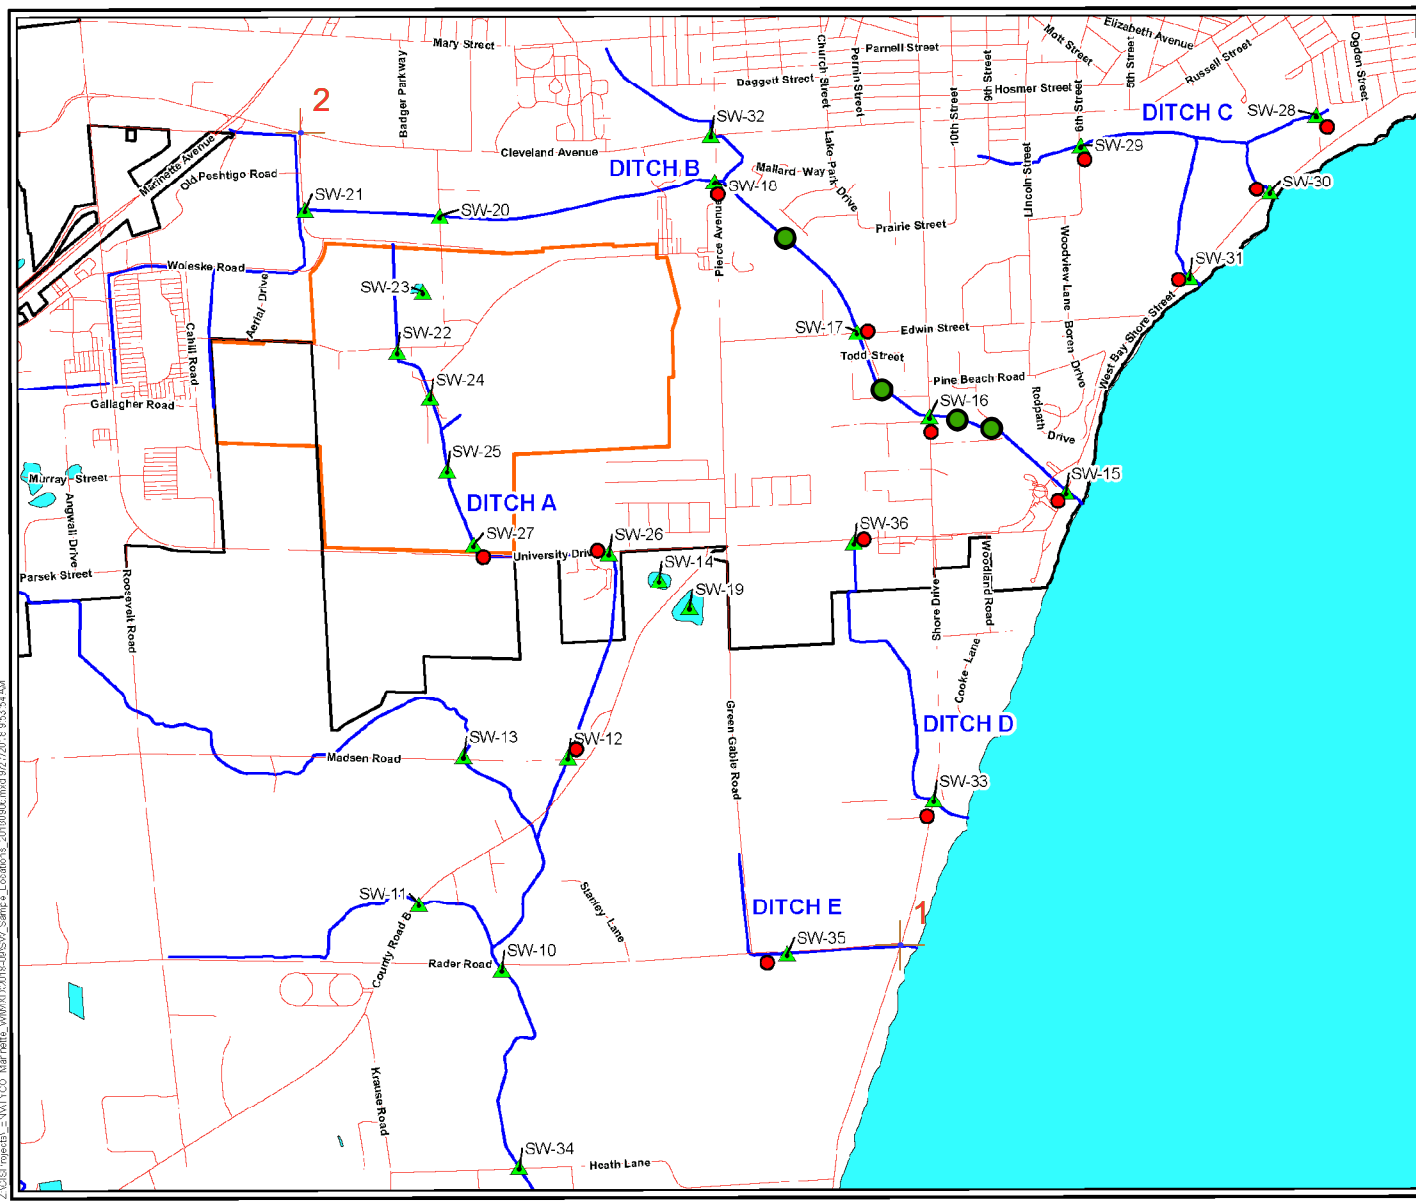 Mary Street
Badger Parkway
Church Street
Pernin Street
Parnell Street
Daggett Street
9th Street
10th Street
Hosmer Street
Mott Street
Elizabeth Avenue
5th Street
6th Street
Russell Street
Ogden Street
2
SW-32
Cleveland Avenue
DITCH B
DITCH C
SW-28
SW-29
SW-30
SW-31
Marinette Avenue
Old Peshtigo Road
SW-21
SW-20
SW-18
Mallard Way
Lake Park Drive
Prairie Street
Lincoln Street
Woodview Lane
Boren Drive
Pierce Avenue
Woleske Road
Aerial Drive
Cahill Road
SW-23
SW-22
SW-24
SW-25
SW-17
Edwin Street
Todd Street
Pine Beach Road
SW-16
Rodpath Drive
West Bay Shore Street
SW-15
Gallagher Road
Murray Street
Angwall Drive
Parsek Street
Roosevelt Road
DITCH A
SW-27
University Drive
SW-26
SW-14
SW-19
SW-36
Shore Drive
Woodland Road
Cooke Lane
Green Gable Road
DITCH D
SW-33
SW-13
Madsen Road
SW-12
SW-11
County Road B
Stanley Lane
DITCH E
1
SW-35
SW-10
Rader Road
Krause Road
SW-34
Heath Lane